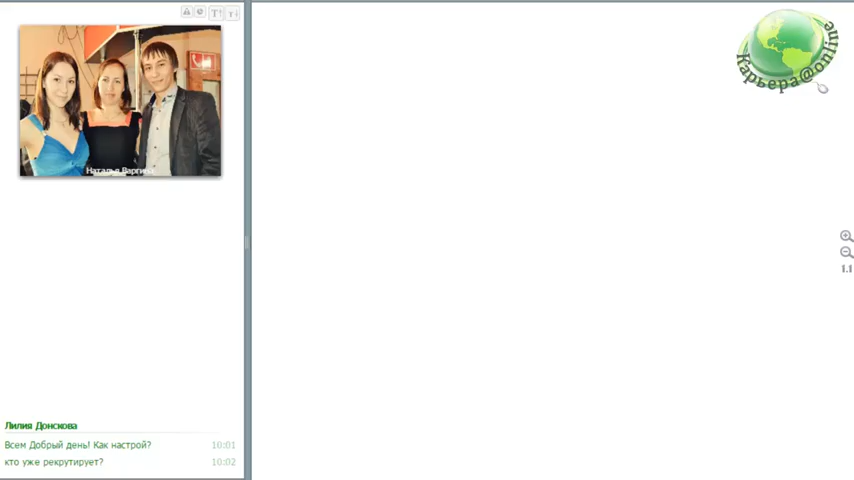 T T
Наталья Варгина
Карьера@online
1.1
Лилия Донскова
Всем Добрый день! Как настрой? 10:01
кто уже рекрутирует? 10:02